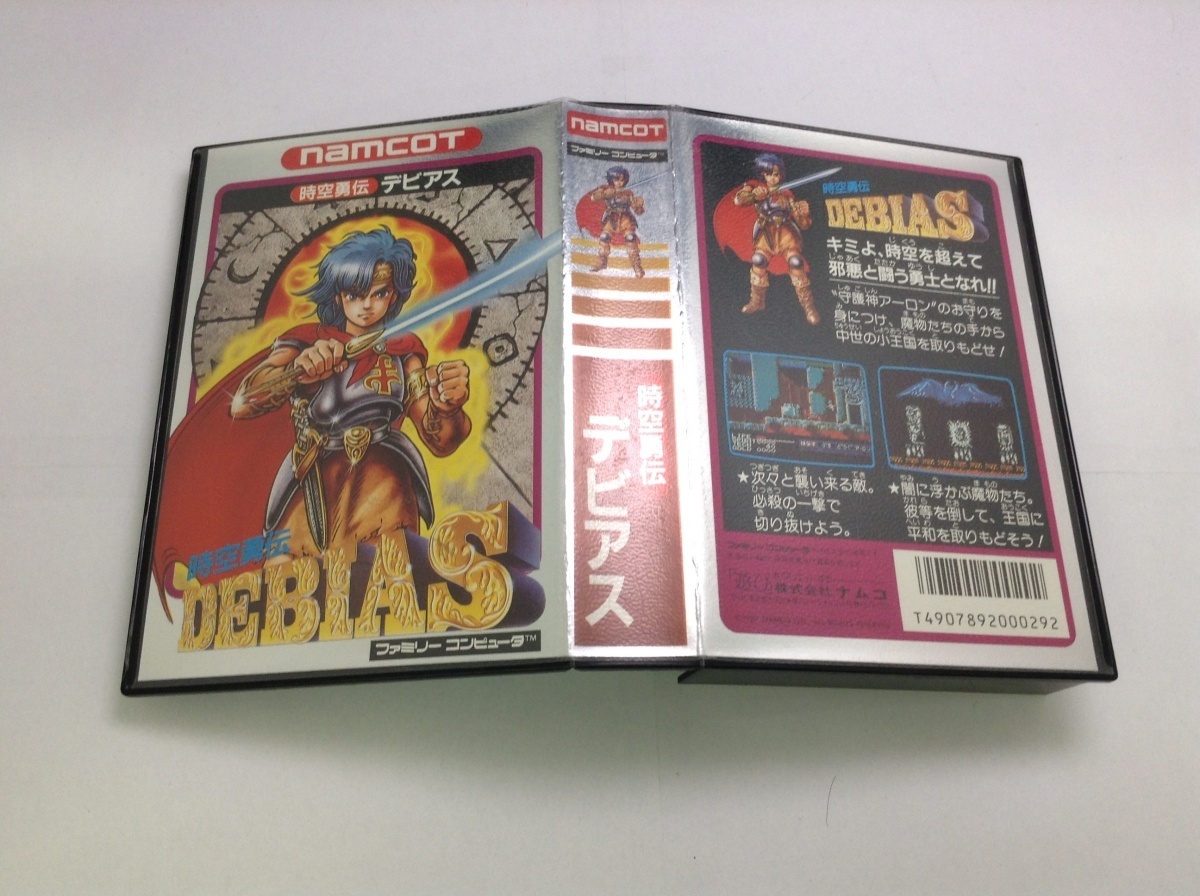 namcoT
時空勇伝 デビアス
時空勇伝
DEBIAS
ファミリー コンピュータ™
namcoT
ファミリー コンピュータ™
時空勇伝
デビアス
時空勇伝
DEBIAS
キミよ、時空を超えて
邪悪と闘う勇士となれ!!
"守護神アーロン"のお守りを
身につけ、魔物たちの手から
中世の小王国を取りもどせ!
★次々と襲い来る敵。
必殺の一撃で
切り抜けよう。
★闇に浮かぶ魔物たち。
彼等を倒して、王国に
平和を取りもどそう!
株式会社 ナムコ
T4907892000292